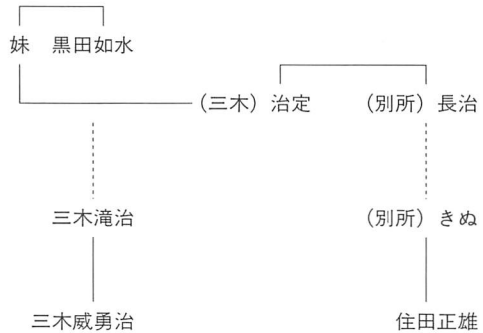 妹　黒田如水
（三木）治定　（別所）長治
三木滝治　（別所）きぬ
三木威勇治　住田正雄